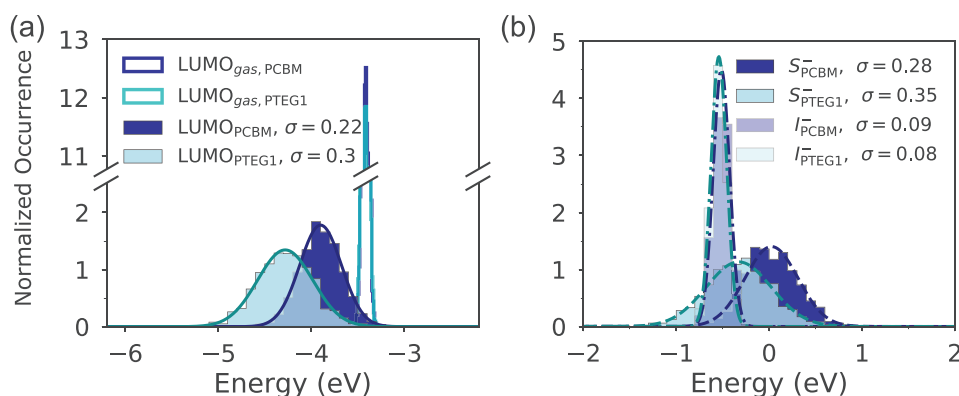 (a)
13
12
11
2
1
0
Normalized Occurrence
LUMO_gas, PCBM
LUMO_gas, PTEG1
LUMO_PCBM, σ = 0.22
LUMO_PTEG1, σ = 0.3
−6 −5 −4 −3
Energy (eV)
(b)
5
4
3
2
1
0
S⁻_PCBM, σ = 0.28
S⁻_PTEG1, σ = 0.35
I⁻_PCBM, σ = 0.09
I⁻_PTEG1, σ = 0.08
−2 −1 0 1 2
Energy (eV)